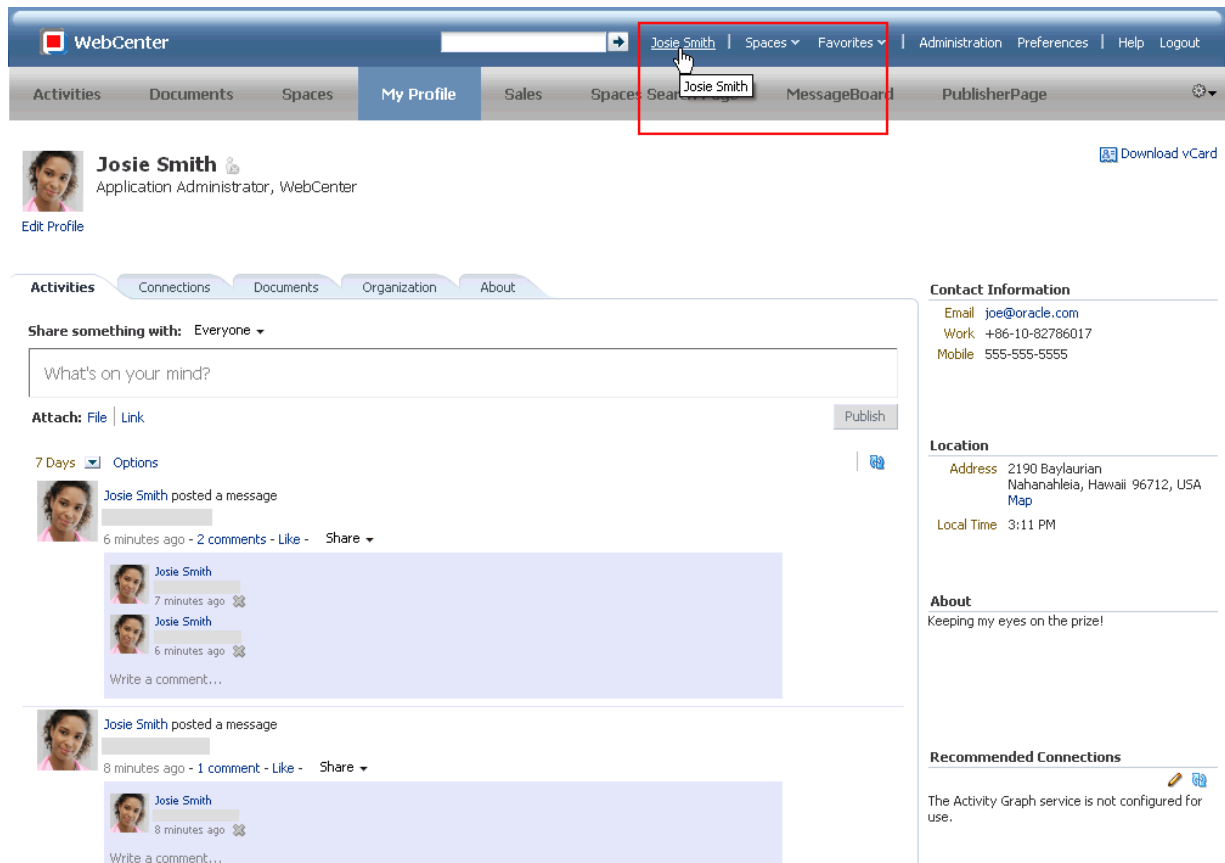 WebCenter
Josie Smith | Spaces | Favorites | Administration Preferences | Help Logout
Josie Smith
Activities Documents Spaces My Profile Sales Spaces Search Page MessageBoard PublisherPage
Josie Smith
Application Administrator, WebCenter
Edit Profile
Download vCard
Activities Connections Documents Organization About
Share something with: Everyone
What's on your mind?
Attach: File | Link
Publish
7 Days Options
Josie Smith posted a message
6 minutes ago - 2 comments - Like - Share
Josie Smith
7 minutes ago
Josie Smith
6 minutes ago
Write a comment...
Josie Smith posted a message
8 minutes ago - 1 comment - Like - Share
Josie Smith
8 minutes ago
Write a comment...
Contact Information
Email joe@oracle.com
Work +86-10-82786017
Mobile 555-555-5555
Location
Address 2190 Baylaurian
Nahanahleia, Hawaii 96712, USA
Map
Local Time 3:11 PM
About
Keeping my eyes on the prize!
Recommended Connections
The Activity Graph service is not configured for
use.